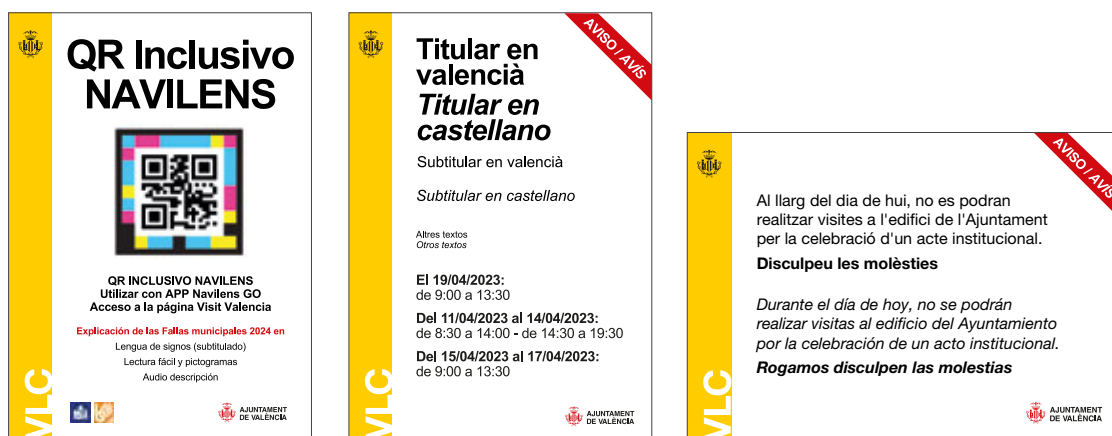 QR Inclusivo
NAVILENS
QR INCLUSIVO NAVILENS
Utilizar con APP Navilens GO
Acceso a la página Visit Valencia
Explicación de las Fallas municipales 2024 en
Lengua de signos (subtitulado)
Lectura fácil y pictogramas
Audio descripción
VLC
AJUNTAMENT
DE VALÈNCIA
AVISO / AVÍS
Titular en
valencià
Titular en
castellano
Subtitular en valencià
Subtitular en castellano
Altres textos
Otros textos
El 19/04/2023:
de 9:00 a 13:30
Del 11/04/2023 al 14/04/2023:
de 8:30 a 14:00 - de 14:30 a 19:30
Del 15/04/2023 al 17/04/2023:
de 9:00 a 13:30
VLC
AJUNTAMENT
DE VALÈNCIA
AVISO / AVÍS
Al llarg del dia de hui, no es podran
realitzar visites a l'edifici de l'Ajuntament
per la celebració d'un acte institucional.
Disculpeu les molèsties
Durante el día de hoy, no se podrán
realizar visitas al edificio del Ayuntamiento
por la celebración de un acto institucional.
Rogamos disculpen las molestias
VLC
AJUNTAMENT
DE VALÈNCIA